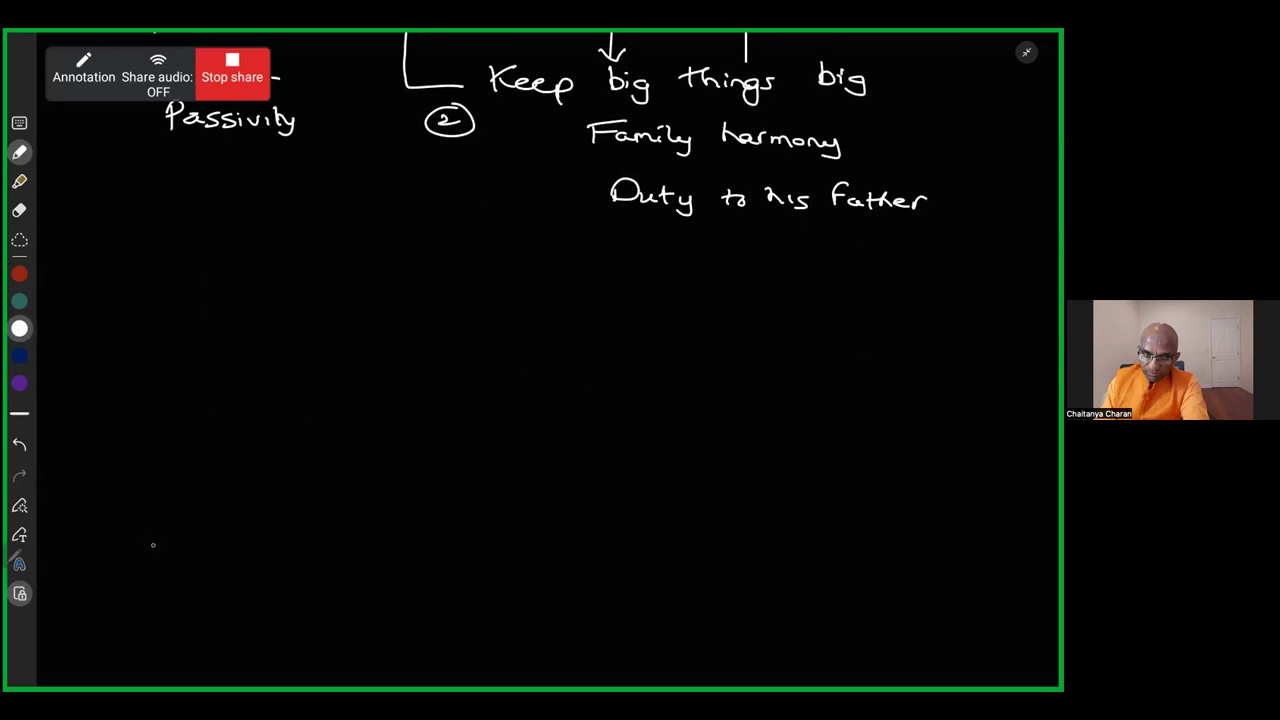 Annotation
Share audio:
OFF
Stop share
Keep big things big
Passivity
2
Family harmony
Duty to his father
Chaitanya Charan